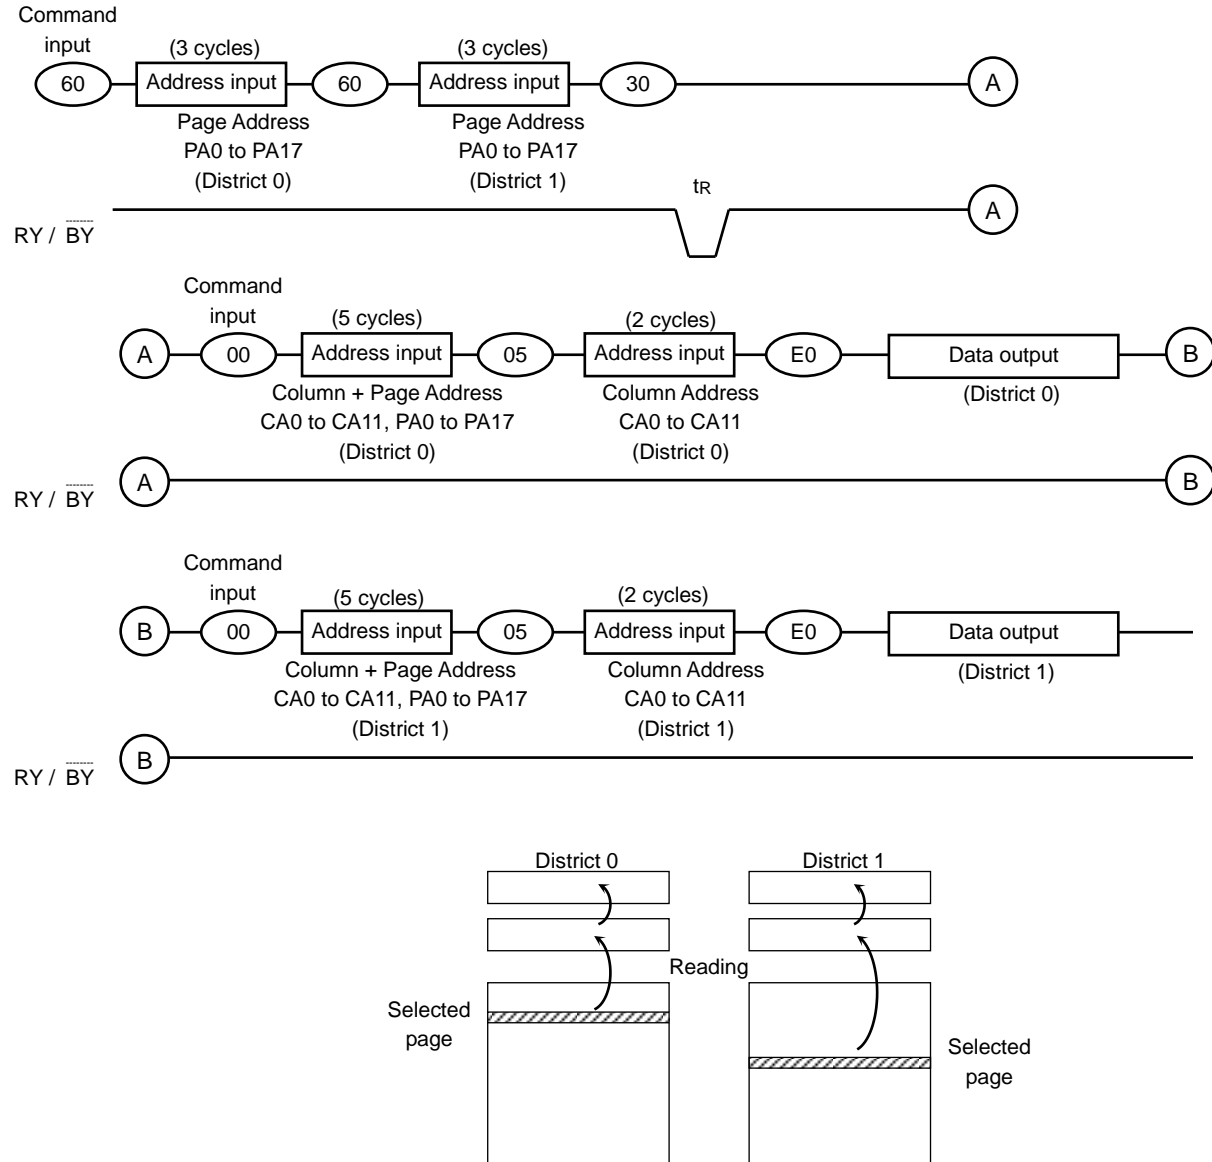 Command
input
(3 cycles)
(3 cycles)
60
Address input
60
Address input
30
A
Page Address
PA0 to PA17
(District 0)
Page Address
PA0 to PA17
(District 1)
tR
A
RY / BY
Command
input
(5 cycles)
(2 cycles)
A
00
Address input
05
Address input
E0
Data output
B
Column + Page Address
CA0 to CA11, PA0 to PA17
(District 0)
Column Address
CA0 to CA11
(District 0)
(District 0)
RY / BY
A
B
Command
input
(5 cycles)
(2 cycles)
B
00
Address input
05
Address input
E0
Data output
Column + Page Address
CA0 to CA11, PA0 to PA17
(District 1)
Column Address
CA0 to CA11
(District 1)
(District 1)
RY / BY
B
District 0
District 1
Reading
Selected
page
Selected
page